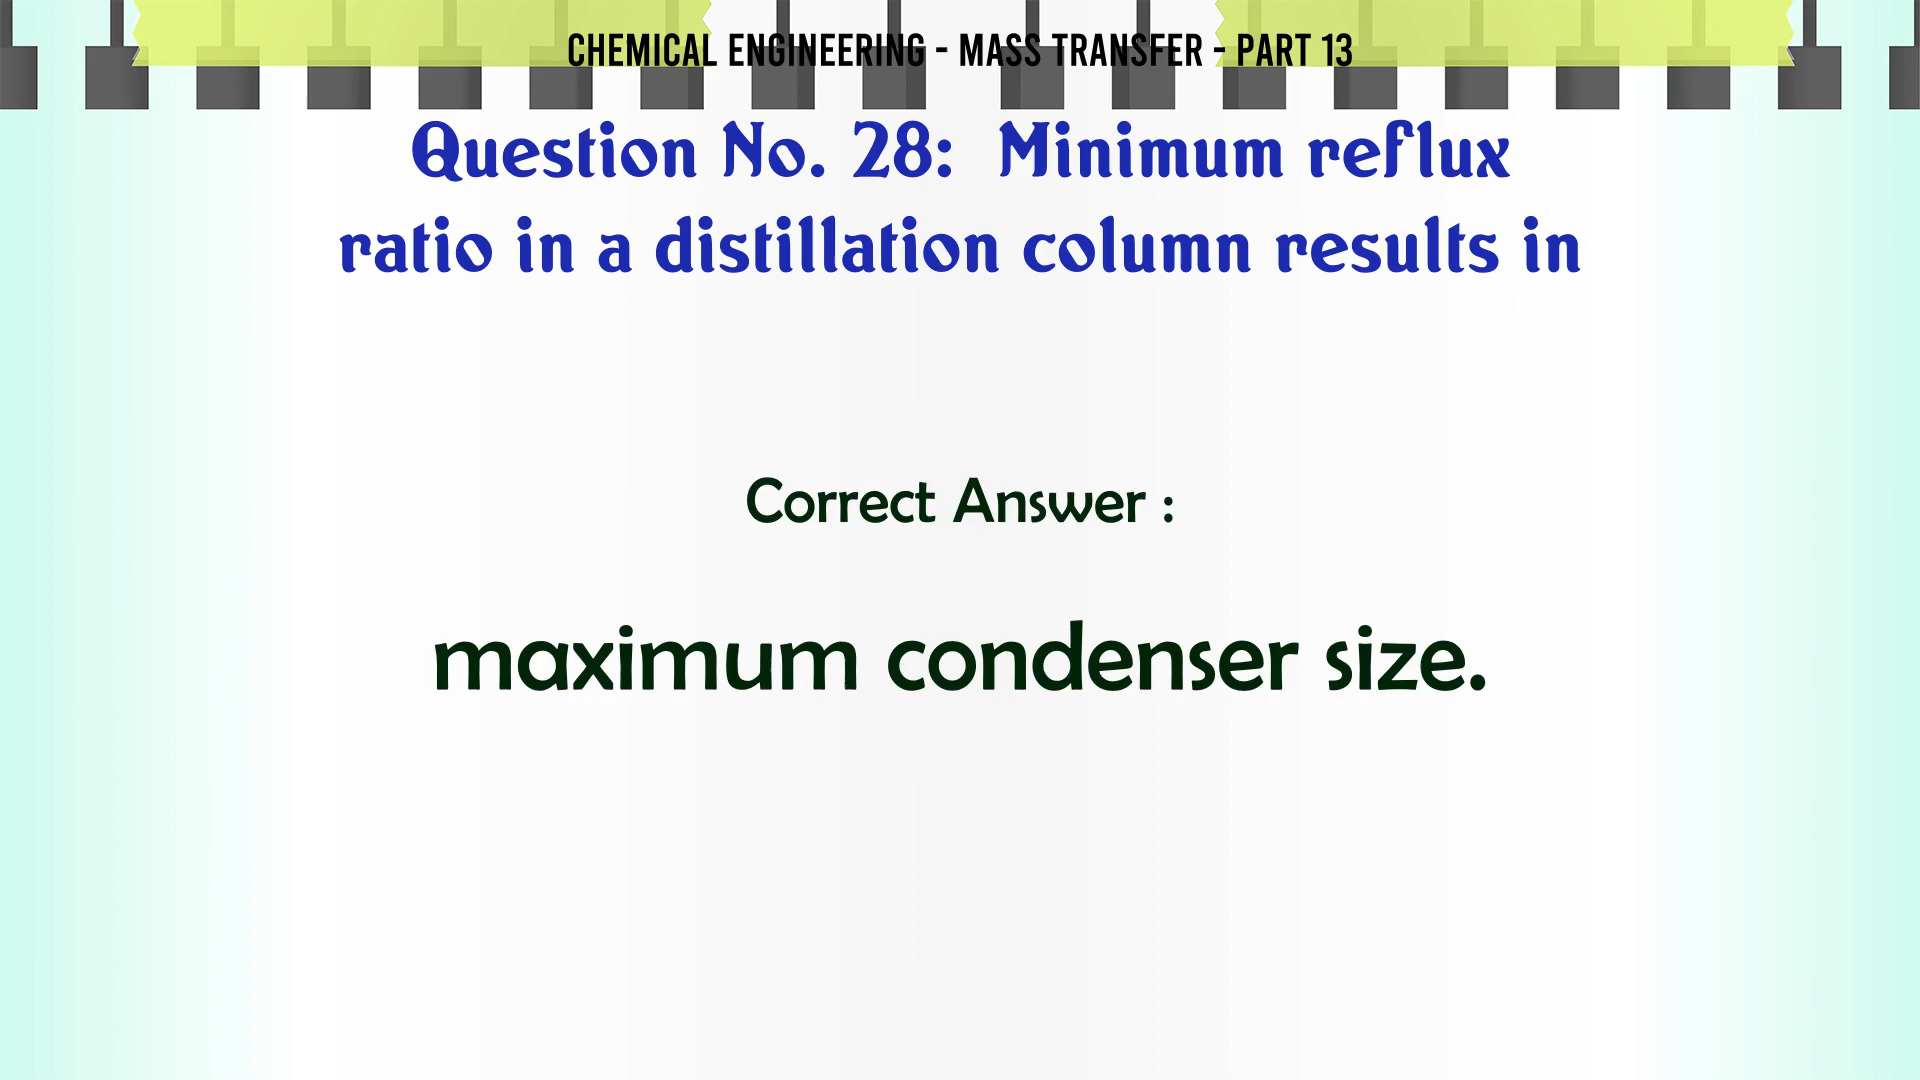 CHEMICAL ENGINEERING - MASS TRANSFER - PART 13
Question No. 28: Minimum reflux
ratio in a distillation column results in
Correct Answer :
maximum condenser size.